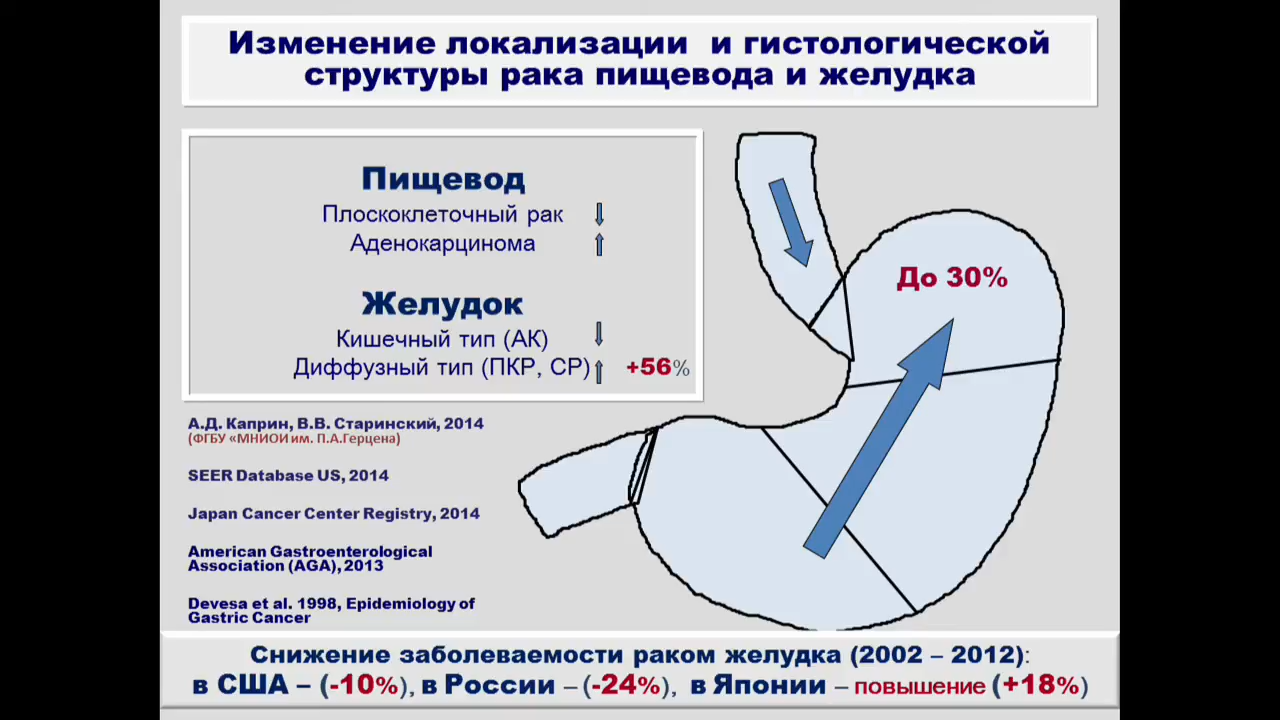 Изменение локализации и гистологической
структуры рака пищевода и желудка
Пищевод
Плоскоклеточный рак
Аденокарцинома
Желудок
Кишечный тип (АК)
Диффузный тип (ПКР, СР) +56%
До 30%
А.Д. Каприн, В.В. Старинский, 2014
(ФГБУ «МНИОИ им. П.А.Герцена)
SEER Database US, 2014
Japan Cancer Center Registry, 2014
American Gastroenterological
Association (AGA), 2013
Devesa et al. 1998, Epidemiology of
Gastric Cancer
Снижение заболеваемости раком желудка (2002 – 2012):
в США – (-10%), в России – (-24%), в Японии – повышение (+18%)